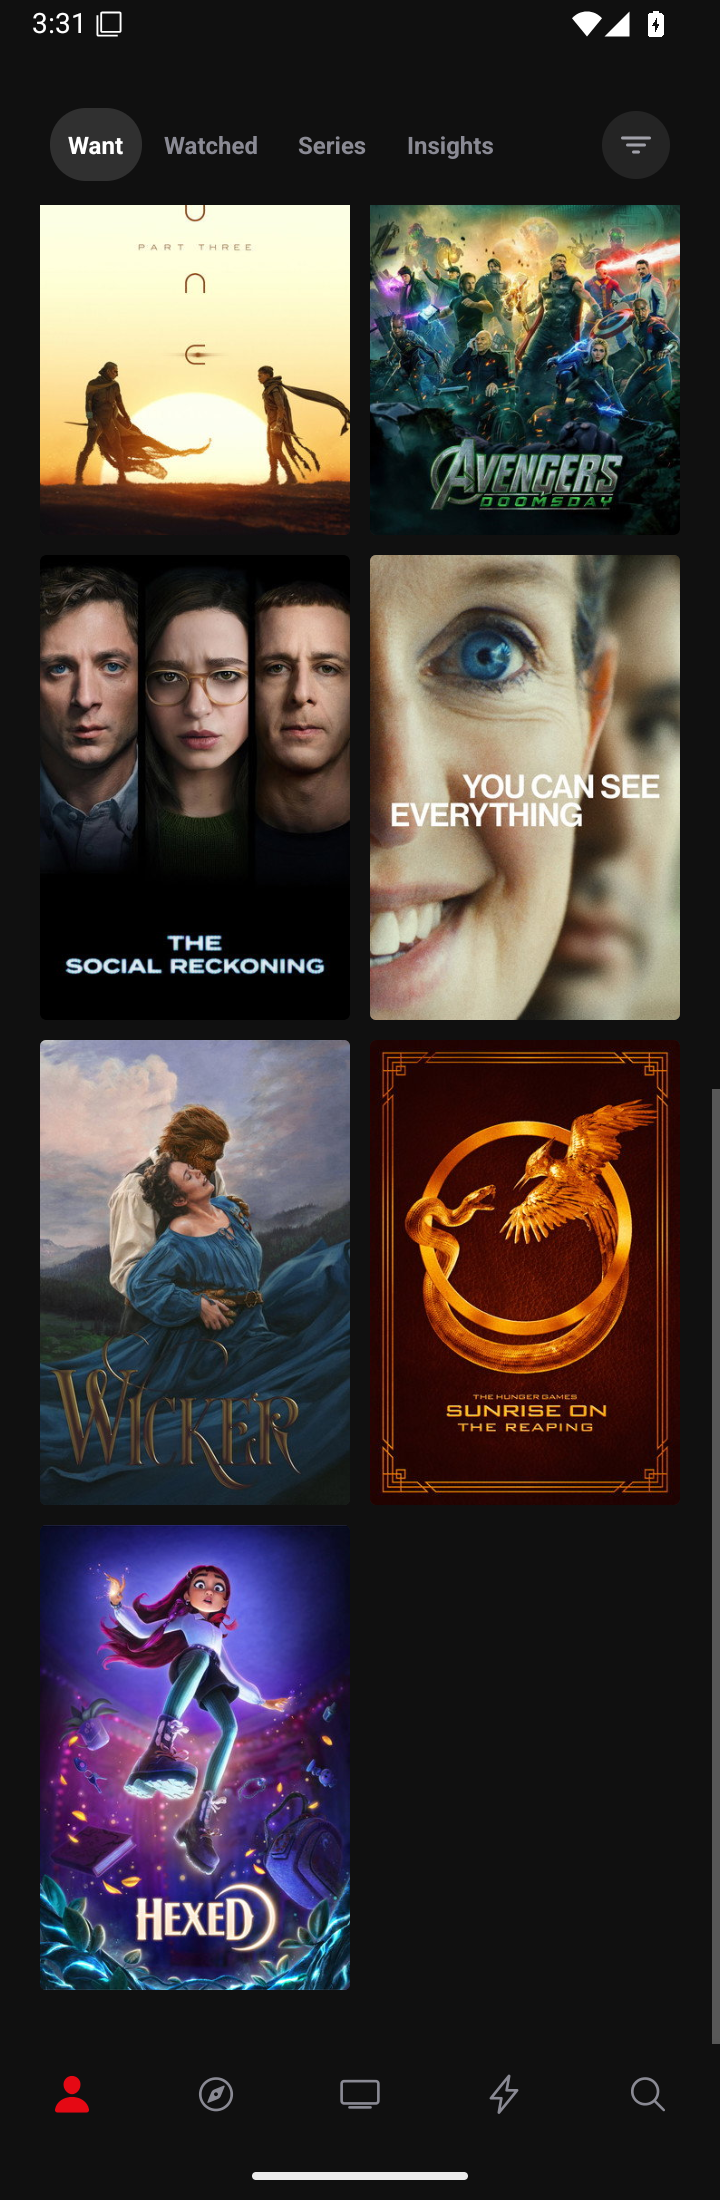 3:31
Want Watched Series Insights
PART THREE
U
N
E
AVENGERS
DOOMSDAY
THE
SOCIAL RECKONING
YOU CAN SEE
EVERYTHING
WICKER
THE HUNGER GAMES
SUNRISE ON
THE REAPING
HEXED